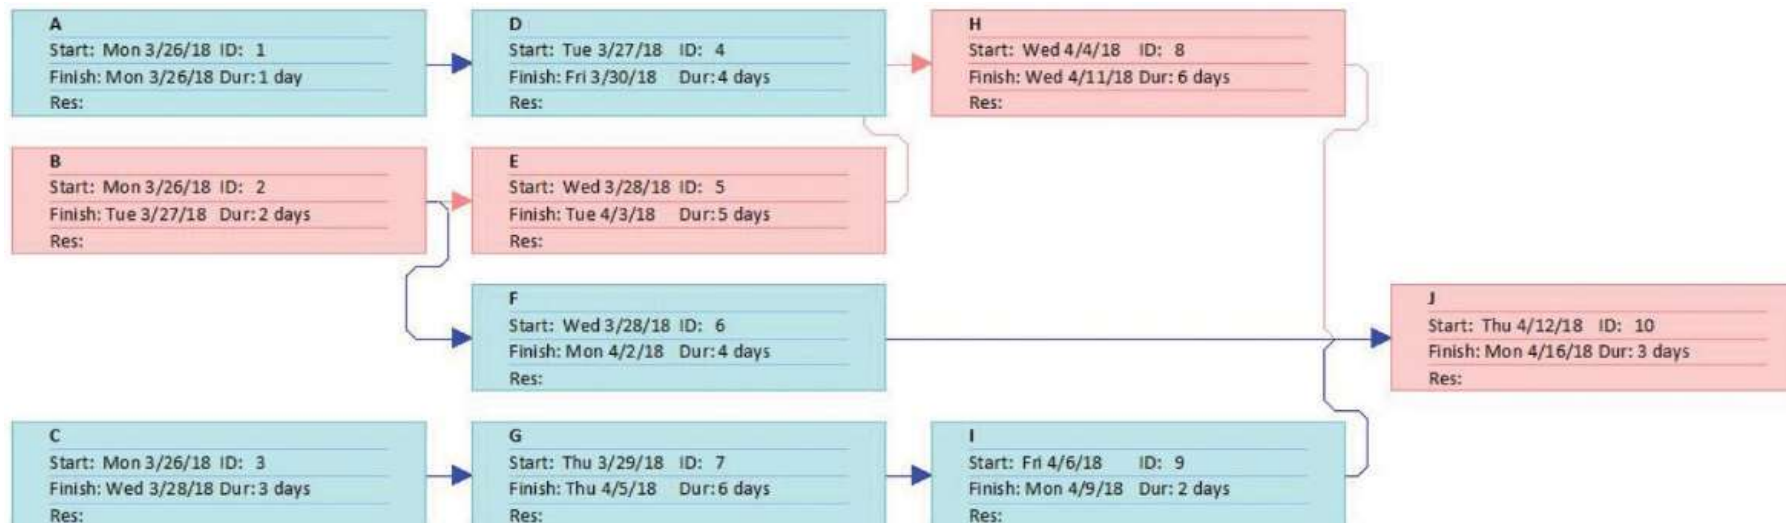 A
Start: Mon 3/26/18 ID: 1
Finish: Mon 3/26/18 Dur: 1 day
Res:
D
Start: Tue 3/27/18 ID: 4
Finish: Fri 3/30/18 Dur: 4 days
Res:
H
Start: Wed 4/4/18 ID: 8
Finish: Wed 4/11/18 Dur: 6 days
Res:
B
Start: Mon 3/26/18 ID: 2
Finish: Tue 3/27/18 Dur: 2 days
Res:
E
Start: Wed 3/28/18 ID: 5
Finish: Tue 4/3/18 Dur: 5 days
Res:
F
Start: Wed 3/28/18 ID: 6
Finish: Mon 4/2/18 Dur: 4 days
Res:
J
Start: Thu 4/12/18 ID: 10
Finish: Mon 4/16/18 Dur: 3 days
Res:
C
Start: Mon 3/26/18 ID: 3
Finish: Wed 3/28/18 Dur: 3 days
Res:
G
Start: Thu 3/29/18 ID: 7
Finish: Thu 4/5/18 Dur: 6 days
Res:
I
Start: Fri 4/6/18 ID: 9
Finish: Mon 4/9/18 Dur: 2 days
Res: